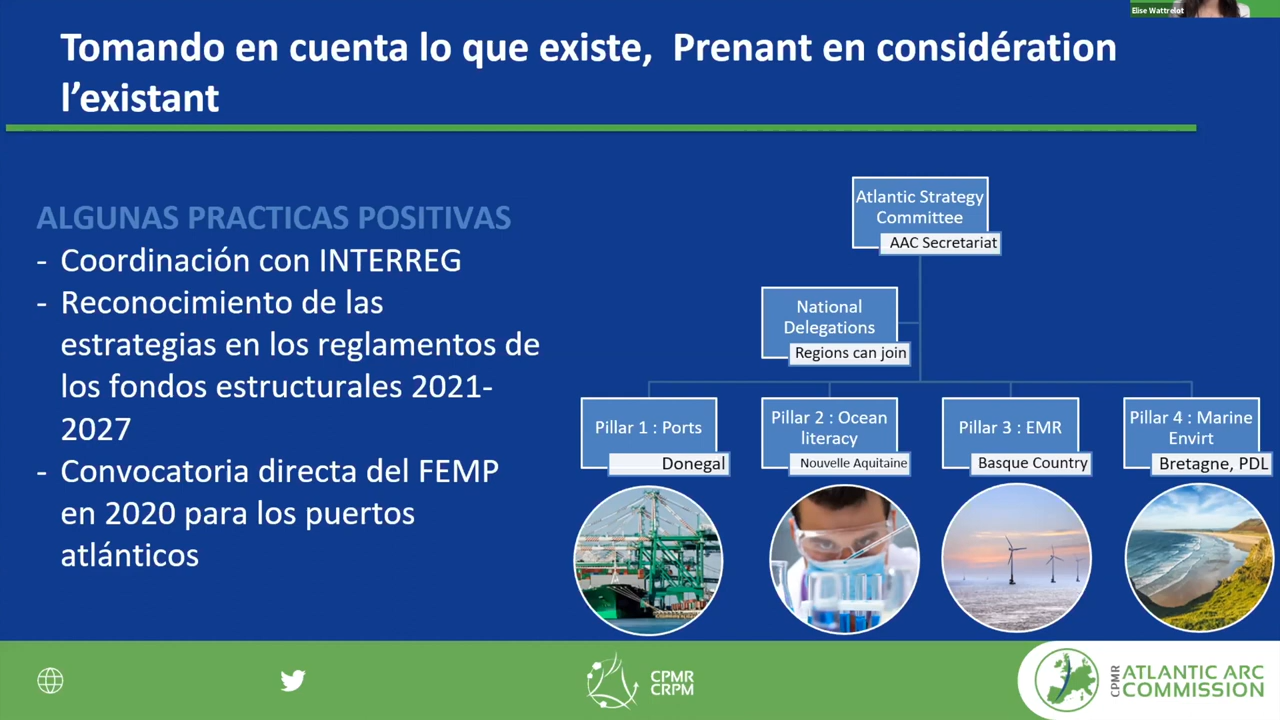 Elise Wattrelot
Tomando en cuenta lo que existe, Prenant en considération
l'existant
ALGUNAS PRACTICAS POSITIVAS
- Coordinación con INTERREG
- Reconocimiento de las
estrategias en los reglamentos de
los fondos estructurales 2021-
2027
- Convocatoria directa del FEMP
en 2020 para los puertos
atlánticos
Atlantic Strategy
Committee
AAC Secretariat
National
Delegations
Regions can join
Pillar 1 : Ports
Donegal
Pillar 2 : Ocean
literacy
Nouvelle Aquitaine
Pillar 3 : EMR
Basque Country
Pillar 4 : Marine
Envirt
Bretagne, PDL
CPMR
CRPM
CPMR
ATLANTIC ARC
COMMISSION